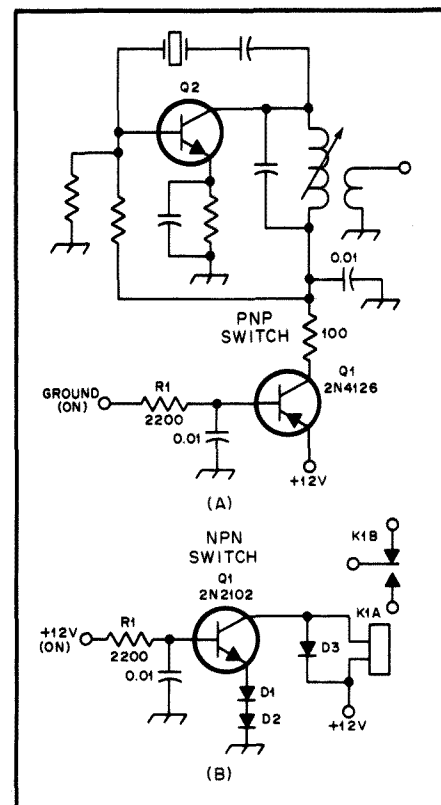 Q2
0.01
PNP
SWITCH
100
Q1
2N4126
GROUND
(ON)
R1
2200
0.01
+12V
(A)
NPN
SWITCH
Q1
2N2102
K1B
K1A
+12V
(ON)
R1
2200
0.01
D3
D1
D2
+12V
(B)